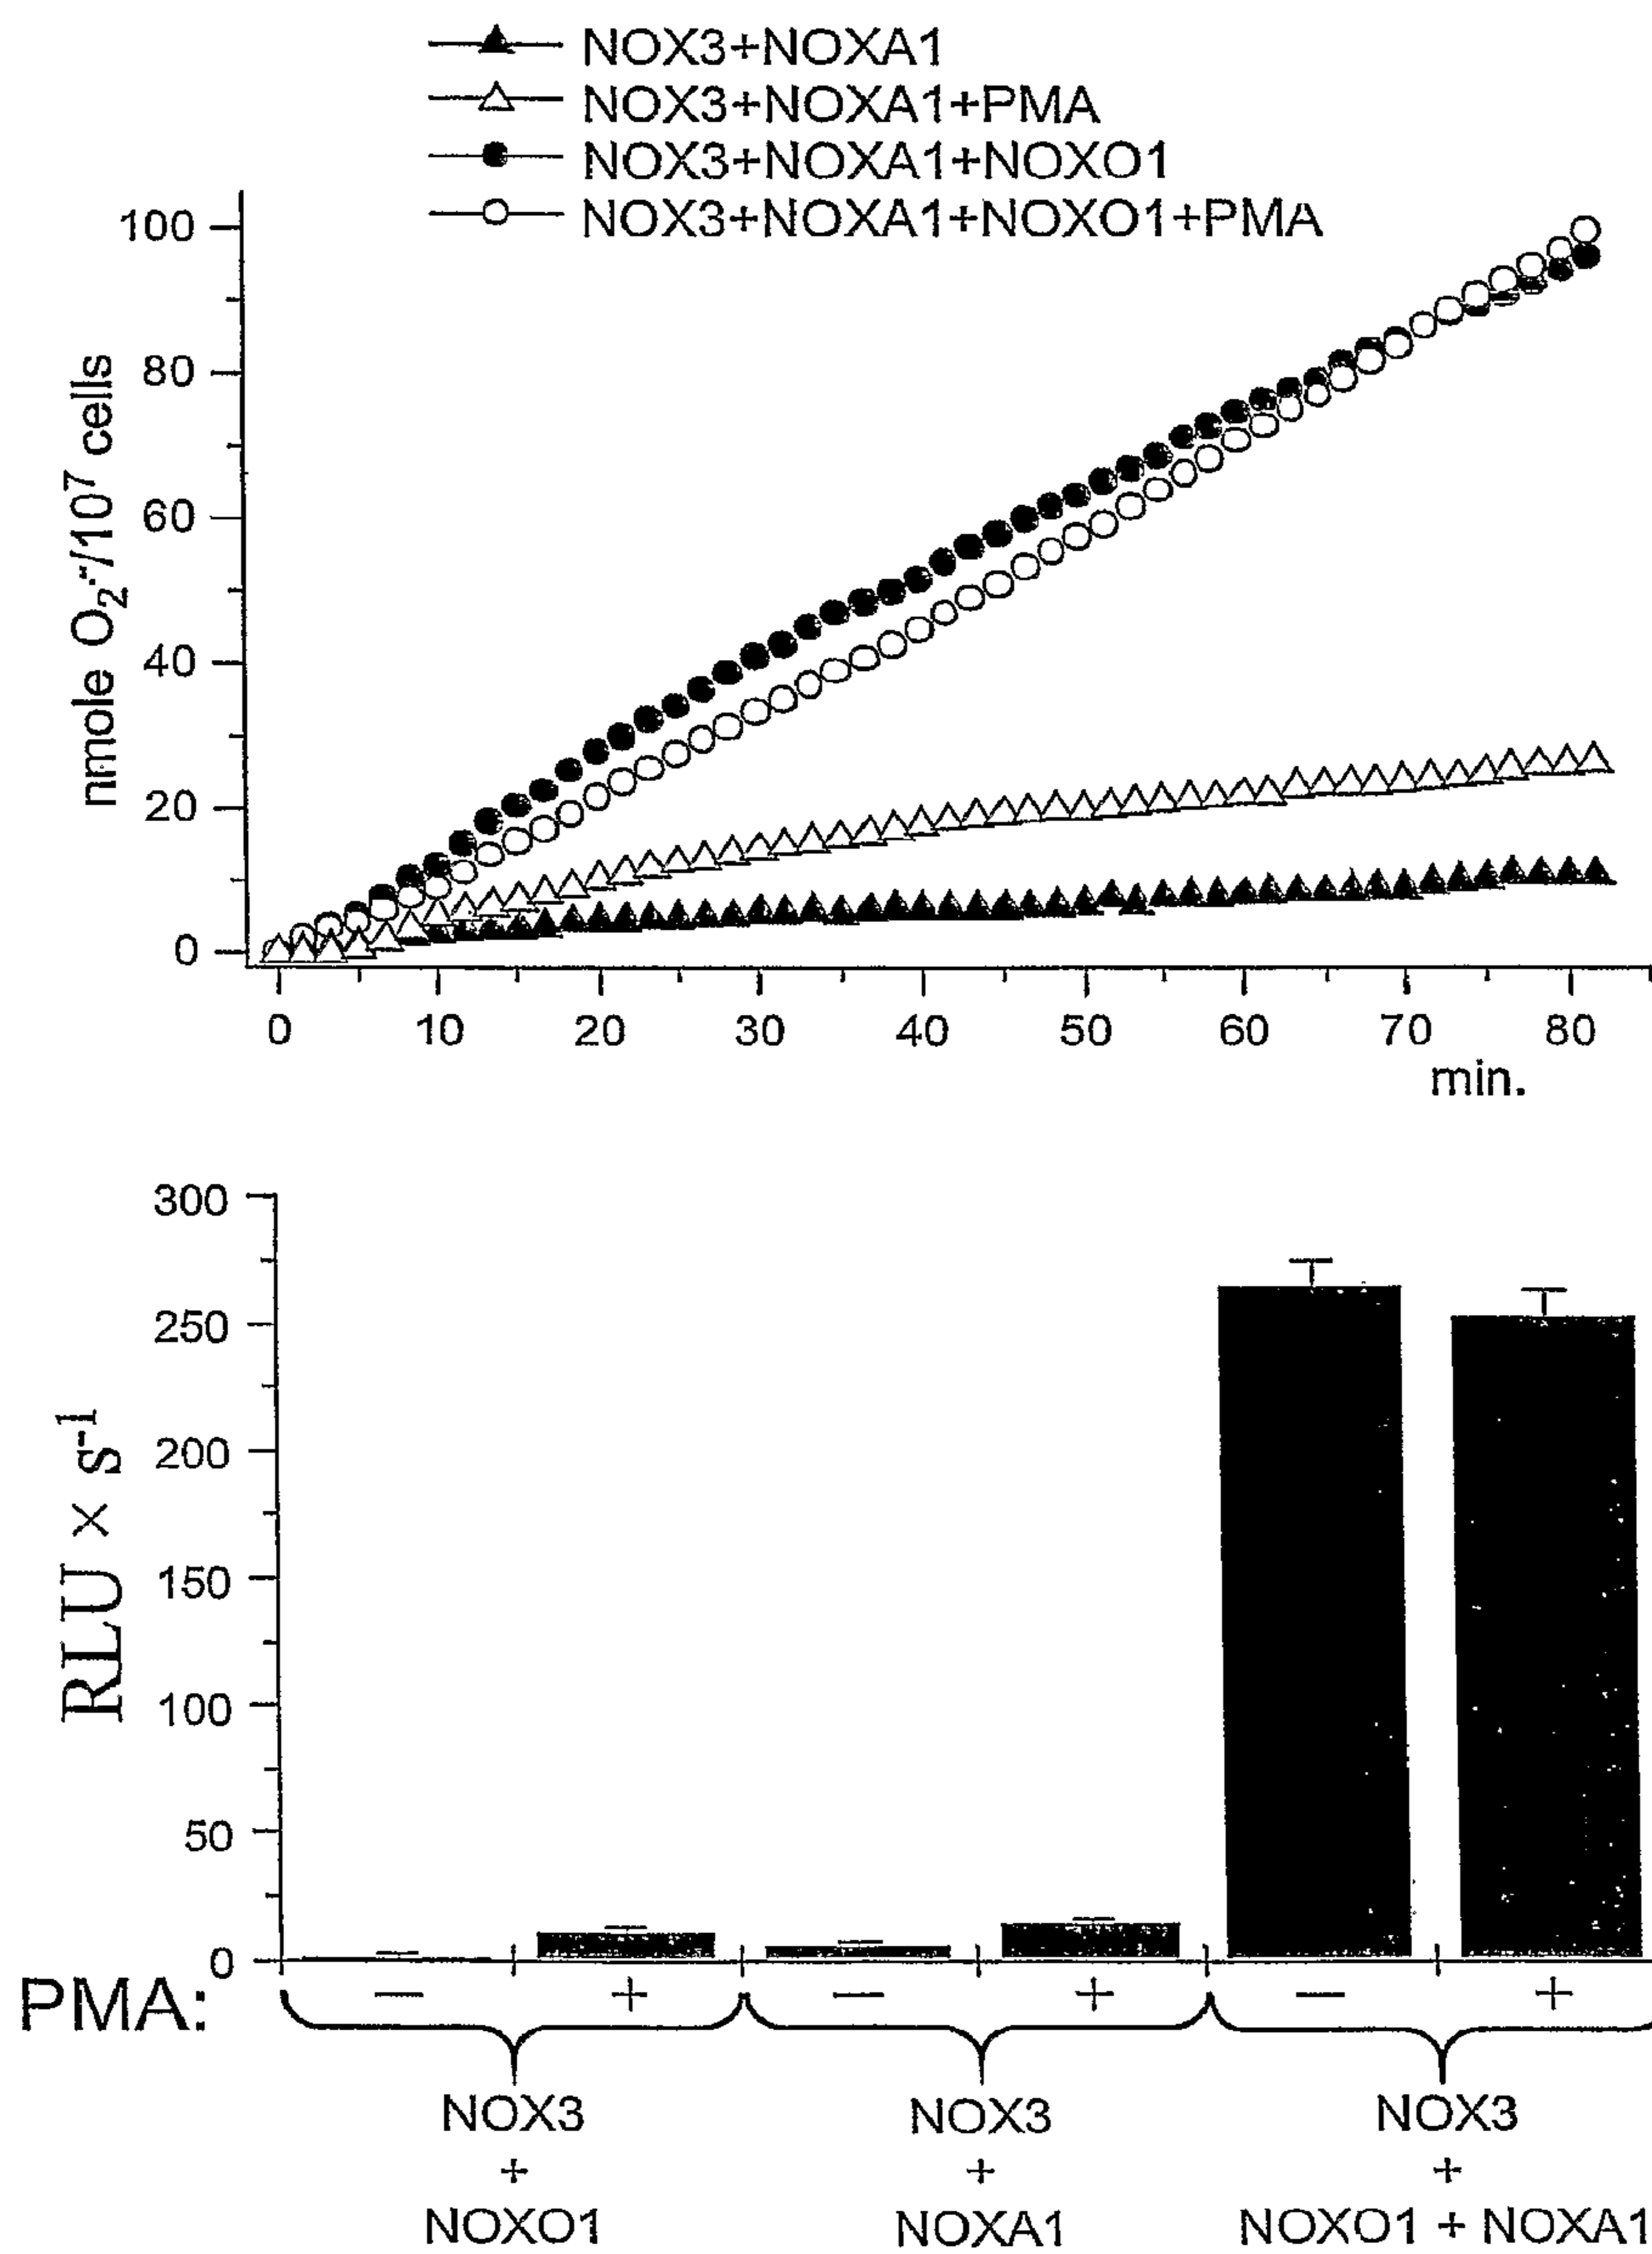 NOX3+NOXA1
NOX3+NOXA1+PMA
NOX3+NOXA1+NOXO1
NOX3+NOXA1+NOXO1+PMA
nmole O₂·⁻/10⁷ cells
100
80
60
40
20
0
0 10 20 30 40 50 60 70 80
min.
RLU × s⁻¹
300
250
200
150
100
50
0
PMA: — + — + — +
NOX3 NOX3 NOX3
+ + +
NOXO1 NOXA1 NOXO1 + NOXA1